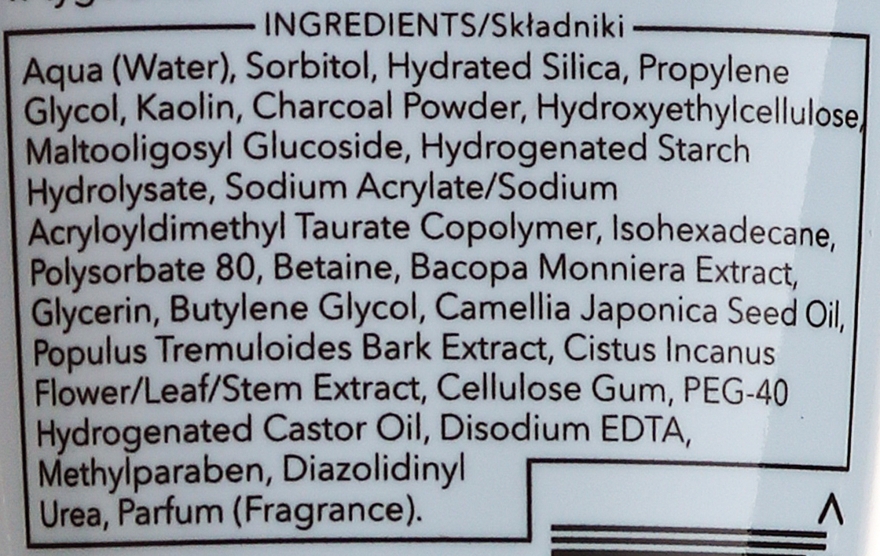 INGREDIENTS/Składniki
Aqua (Water), Sorbitol, Hydrated Silica, Propylene
Glycol, Kaolin, Charcoal Powder, Hydroxyethylcellulose,
Maltooligosyl Glucoside, Hydrogenated Starch
Hydrolysate, Sodium Acrylate/Sodium
Acryloyldimethyl Taurate Copolymer, Isohexadecane,
Polysorbate 80, Betaine, Bacopa Monniera Extract,
Glycerin, Butylene Glycol, Camellia Japonica Seed Oil,
Populus Tremuloides Bark Extract, Cistus Incanus
Flower/Leaf/Stem Extract, Cellulose Gum, PEG-40
Hydrogenated Castor Oil, Disodium EDTA,
Methylparaben, Diazolidinyl
Urea, Parfum (Fragrance).